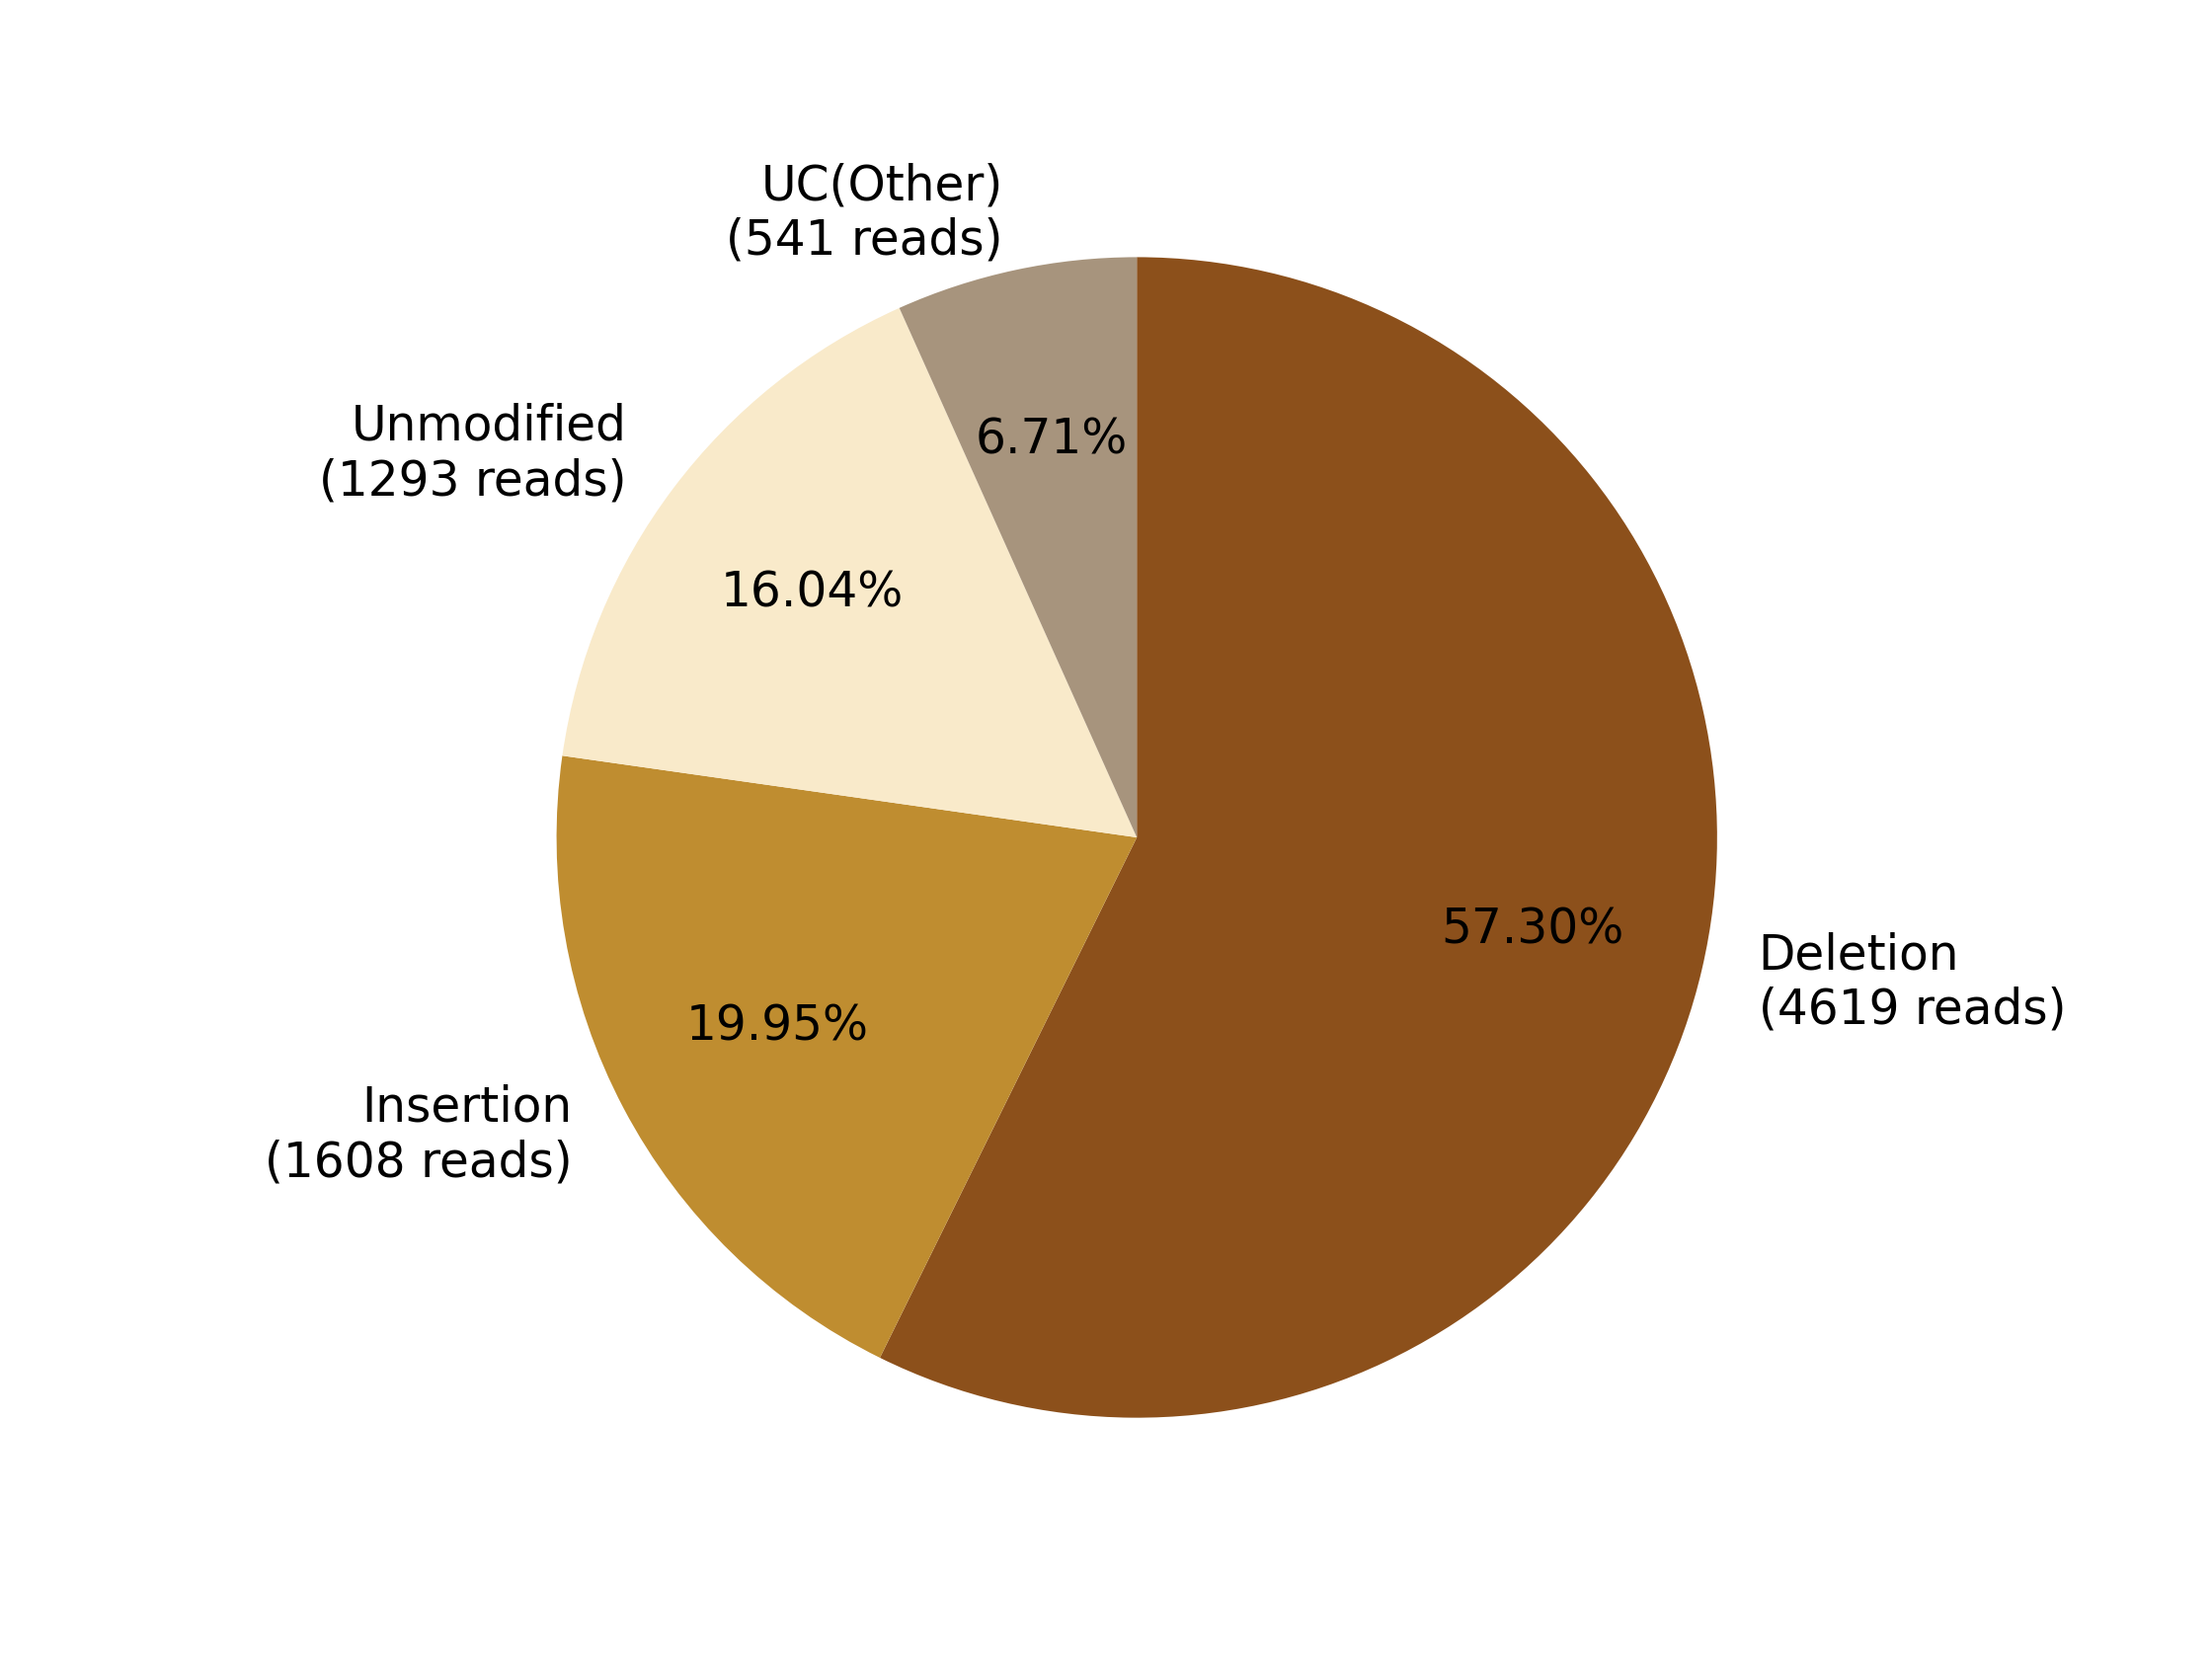 UC(Other)
(541 reads)
6.71%
Unmodified
(1293 reads)
16.04%
57.30%
Deletion
(4619 reads)
19.95%
Insertion
(1608 reads)